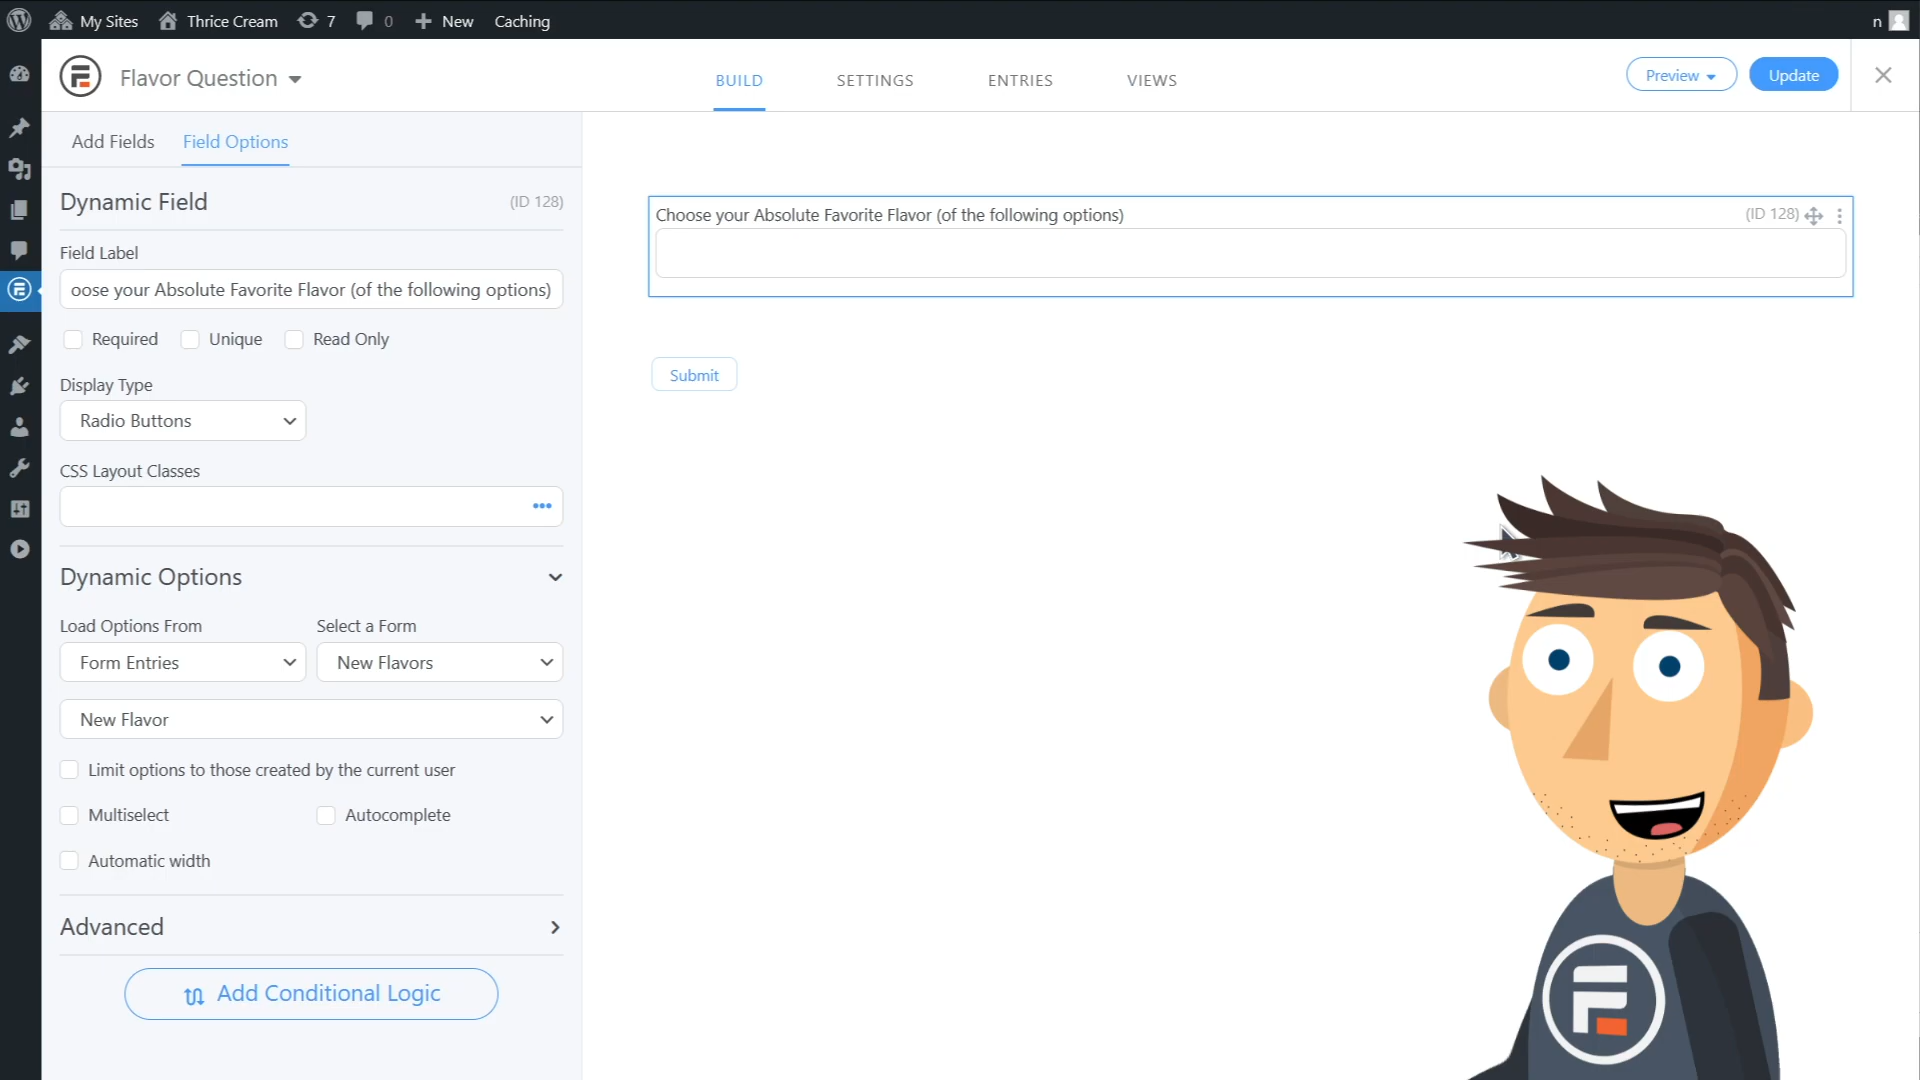 My Sites
Thrice Cream
7
0
New
Caching
n
Flavor Question
BUILD
SETTINGS
ENTRIES
VIEWS
Preview
Update
Add Fields
Field Options
Dynamic Field
(ID 128)
Field Label
oose your Absolute Favorite Flavor (of the following options)
Required
Unique
Read Only
Display Type
Radio Buttons
CSS Layout Classes
Dynamic Options
Load Options From
Select a Form
Form Entries
New Flavors
New Flavor
Limit options to those created by the current user
Multiselect
Autocomplete
Automatic width
Advanced
Add Conditional Logic
Choose your Absolute Favorite Flavor (of the following options)
(ID 128)
Submit